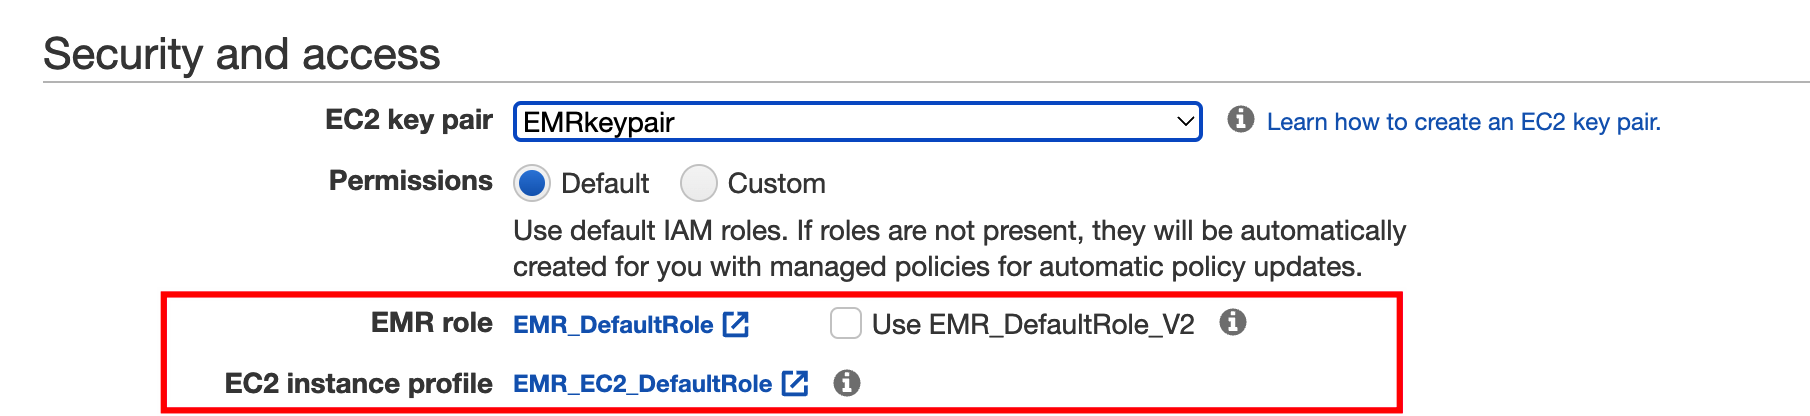 Security and access
EC2 key pair EMRkeypair Learn how to create an EC2 key pair.
Permissions Default Custom
Use default IAM roles. If roles are not present, they will be automatically
created for you with managed policies for automatic policy updates.
EMR role EMR_DefaultRole Use EMR_DefaultRole_V2
EC2 instance profile EMR_EC2_DefaultRole